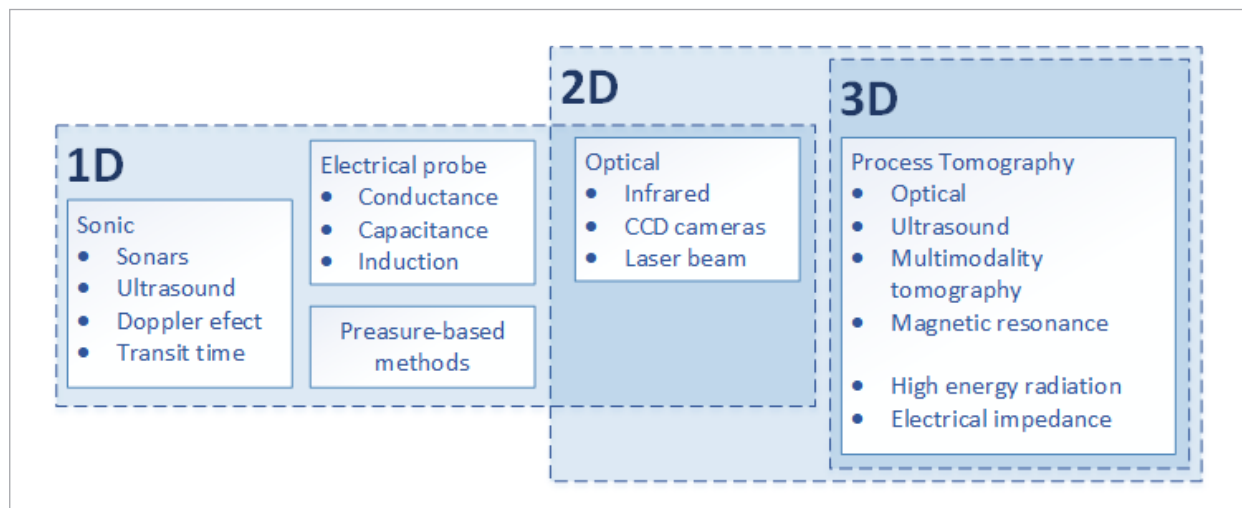 1D
Sonic
● Sonars
● Ultrasound
● Doppler efect
● Transit time
Electrical probe
● Conductance
● Capacitance
● Induction
Preasure-based
methods
2D
Optical
● Infrared
● CCD cameras
● Laser beam
3D
Process Tomography
● Optical
● Ultrasound
● Multimodality
tomography
● Magnetic resonance
● High energy radiation
● Electrical impedance